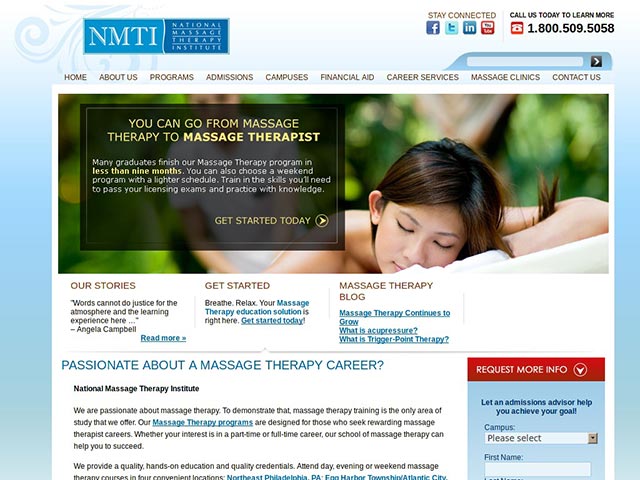 STAY CONNECTED
CALL US TODAY TO LEARN MORE
1.800.509.5058
NMTI
NATIONAL
MASSAGE
THERAPY
INSTITUTE
HOME ABOUT US PROGRAMS ADMISSIONS CAMPUSES FINANCIAL AID CAREER SERVICES MASSAGE CLINICS CONTACT US
YOU CAN GO FROM MASSAGE
THERAPY TO MASSAGE THERAPIST
Many graduates finish our Massage Therapy program in
less than nine months. You can also choose a weekend
program with a lighter schedule. Train in the skills you'll need
to pass your licensing exams and practice with knowledge.
GET STARTED TODAY
OUR STORIES
"Words cannot do justice for the
atmosphere and the learning
experience here ..."
– Angela Campbell
Read more »
GET STARTED
Breathe. Relax. Your Massage
Therapy education solution is
right here. Get started today!
MASSAGE THERAPY
BLOG
Massage Therapy Continues to
Grow
What is acupressure?
What is Trigger-Point Therapy?
PASSIONATE ABOUT A MASSAGE THERAPY CAREER?
National Massage Therapy Institute
We are passionate about massage therapy. To demonstrate that, massage therapy training is the only area of
study that we offer. Our Massage Therapy programs are designed for those who seek rewarding massage
therapist careers. Whether your interest is in a part-time or full-time career, our school of massage therapy can
help you to succeed.
We provide a quality, hands-on education and quality credentials. Attend day, evening or weekend massage
therapy courses in four convenient locations: Northeast Philadelphia, PA; Egg Harbor Township/Atlantic City,
REQUEST MORE INFO
Let an admissions advisor help
you achieve your goal!
Campus:
Please select
First Name:
Last Name: